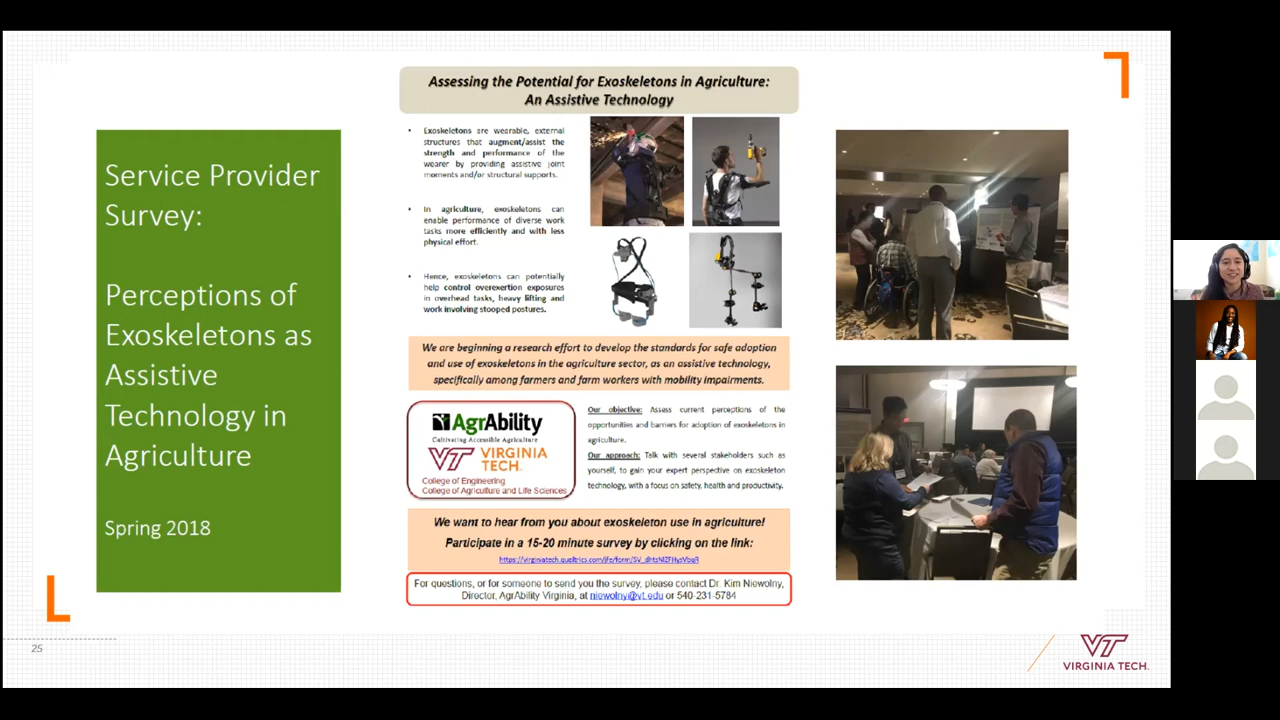 Service Provider
Survey:
Perceptions of
Exoskeletons as
Assistive
Technology in
Agriculture
Spring 2018
Assessing the Potential for Exoskeletons in Agriculture:
An Assistive Technology
• Exoskeletons are wearable, external
structures that augment/assist the
strength and performance of the
wearer by providing assistive joint
moments and/or structural supports.
• In agriculture, exoskeletons can
enable performance of diverse work
tasks more efficiently and with less
physical effort.
• Hence, exoskeletons can potentially
help control overexertion exposures
in overhead tasks, heavy lifting and
work involving stooped postures.
We are beginning a research effort to develop the standards for safe adoption
and use of exoskeletons in the agriculture sector, as an assistive technology,
specifically among farmers and farm workers with mobility impairments.
AgrAbility
Cultivating Accessible Agriculture
VT VIRGINIA
TECH.
College of Engineering
College of Agriculture and Life Sciences
Our objective: Assess current perceptions of the
opportunities and barriers for adoption of exoskeletons in
agriculture.
Our approach: Talk with several stakeholders such as
yourself, to gain your expert perspective on exoskeleton
technology, with a focus on safety, health and productivity.
We want to hear from you about exoskeleton use in agriculture!
Participate in a 15-20 minute survey by clicking on the link:
For questions, or for someone to send you the survey, please contact Dr. Kim Niewolny,
Director, AgrAbility Virginia, at niewolny@vt.edu or 540-231-5784
25
VT
VIRGINIA TECH.